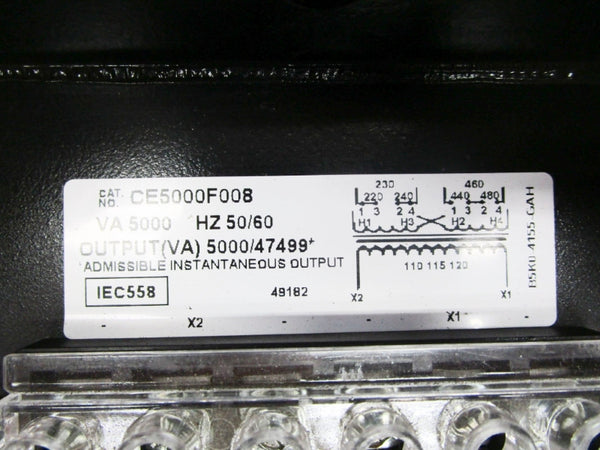 CAT. NO. CE5000F008
VA 5000 HZ 50/60
OUTPUT(VA) 5000/47499*
*ADMISSIBLE INSTANTANEOUS OUTPUT
IEC558 49182
- X2 - - X1 -
230 460
220 240 440 480
1 3 2 4 1 3 2 4
H1 H3 H2 H4
110 115 120
X2 X1
B5K0-4155-GAH